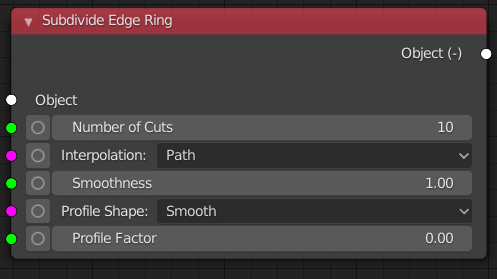 Subdivide Edge Ring
Object (-)
Object
Number of Cuts 10
Interpolation: Path
Smoothness 1.00
Profile Shape: Smooth
Profile Factor 0.00